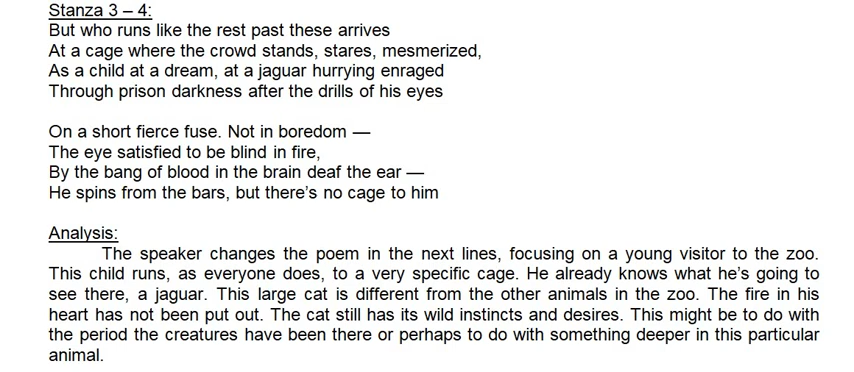 Stanza 3 – 4:
But who runs like the rest past these arrives
At a cage where the crowd stands, stares, mesmerized,
As a child at a dream, at a jaguar hurrying enraged
Through prison darkness after the drills of his eyes
On a short fierce fuse. Not in boredom —
The eye satisfied to be blind in fire,
By the bang of blood in the brain deaf the ear —
He spins from the bars, but there's no cage to him
Analysis:
The speaker changes the poem in the next lines, focusing on a young visitor to the zoo.
This child runs, as everyone does, to a very specific cage. He already knows what he's going to
see there, a jaguar. This large cat is different from the other animals in the zoo. The fire in his
heart has not been put out. The cat still has its wild instincts and desires. This might be to do with
the period the creatures have been there or perhaps to do with something deeper in this particular
animal.